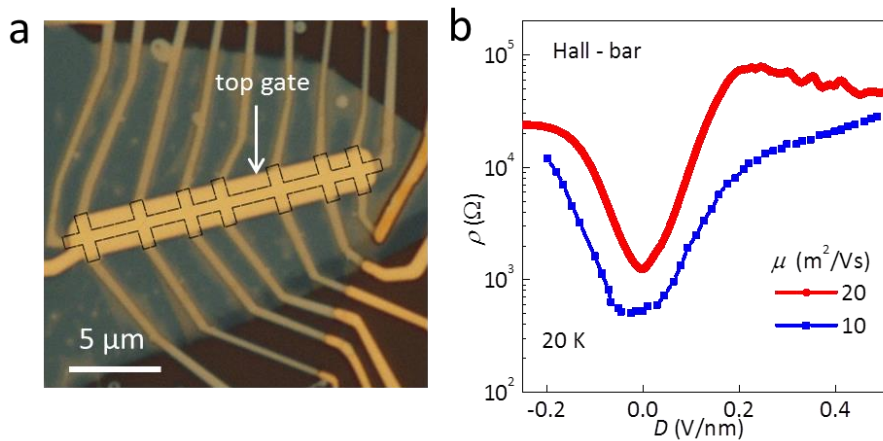 a
top gate
5 μm
b
Hall - bar
10⁵
10⁴
10³
10²
ρ (Ω)
μ (m²/Vs)
20
10
20 K
-0.2 0.0 0.2 0.4
D (V/nm)